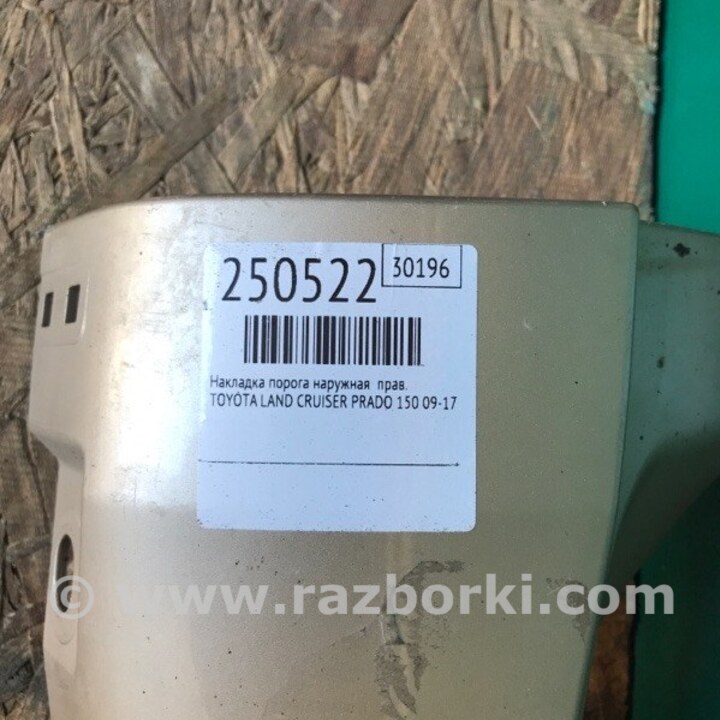 250522
30196
Накладка порога наружная прав.
TOYOTA LAND CRUISER PRADO 150 09-17
© www.razborki.com